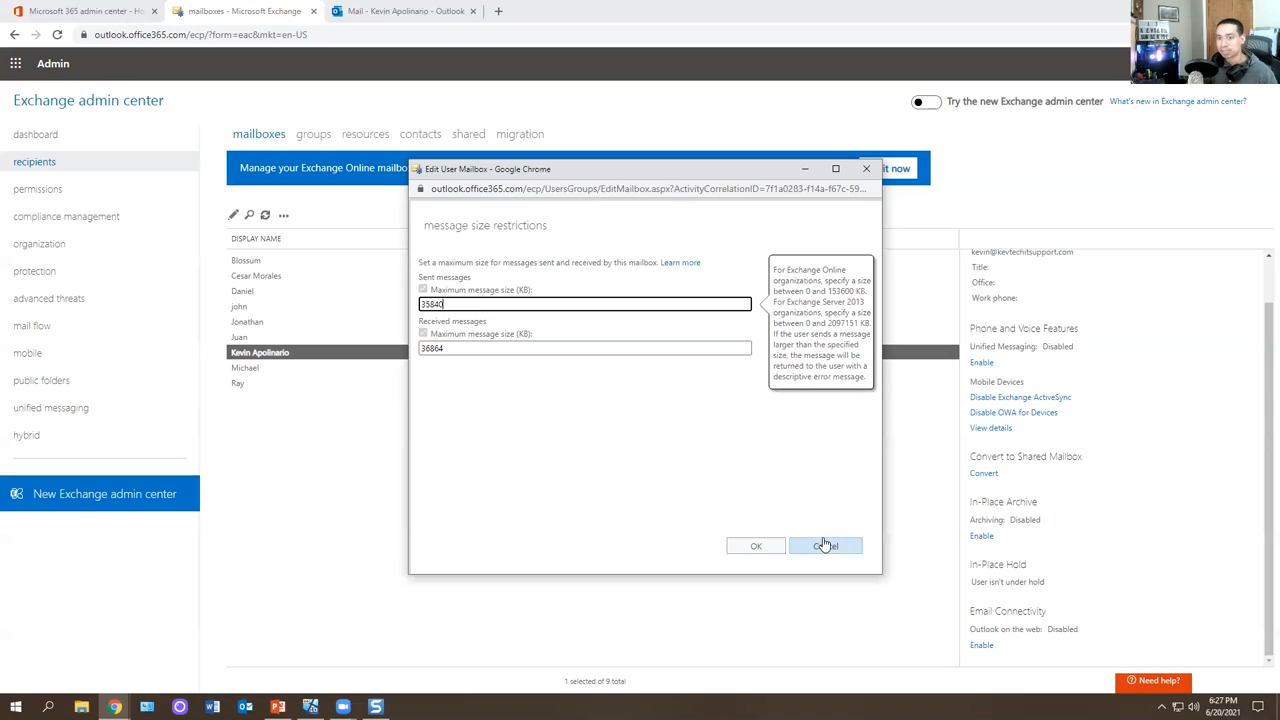 Microsoft 365 admin center - Ho
mailboxes - Microsoft Exchange
Mail - Kevin Apolinario - Outlook
outlook.office365.com/ecp/?form=eac&mkt=en-US
Admin
Exchange admin center
Try the new Exchange admin center
What's new in Exchange admin center?
dashboard
recipients
permissions
compliance management
organization
protection
advanced threats
mail flow
mobile
public folders
unified messaging
hybrid
New Exchange admin center
mailboxes groups resources contacts shared migration
Manage your Exchange Online mailbo
it now
DISPLAY NAME
Blossum
Cesar Morales
Daniel
john
Jonathan
Juan
Kevin Apolinario
Michael
Ray
1 selected of 9 total
Edit User Mailbox - Google Chrome
outlook.office365.com/ecp/UsersGroups/EditMailbox.aspx?ActivityCorrelationID=7f1a0283-f14a-f67c-59...
message size restrictions
Set a maximum size for messages sent and received by this mailbox. Learn more
Sent messages
Maximum message size (KB):
35840
Received messages
Maximum message size (KB):
36864
For Exchange Online
organizations, specify a size
between 0 and 153600 KB.
For Exchange Server 2013
organizations, specify a size
between 0 and 2097151 KB.
If the user sends a message
larger than the specified
size, the message will be
returned to the user with a
descriptive error message.
OK
kevin@kevtechitsupport.com
Title:
Office:
Work phone:
Phone and Voice Features
Unified Messaging: Disabled
Enable
Mobile Devices
Disable Exchange ActiveSync
Disable OWA for Devices
View details
Convert to Shared Mailbox
Convert
In-Place Archive
Archiving: Disabled
Enable
In-Place Hold
User isn't under hold
Email Connectivity
Outlook on the web: Disabled
Enable
Need help?
6:27 PM
6/20/2021